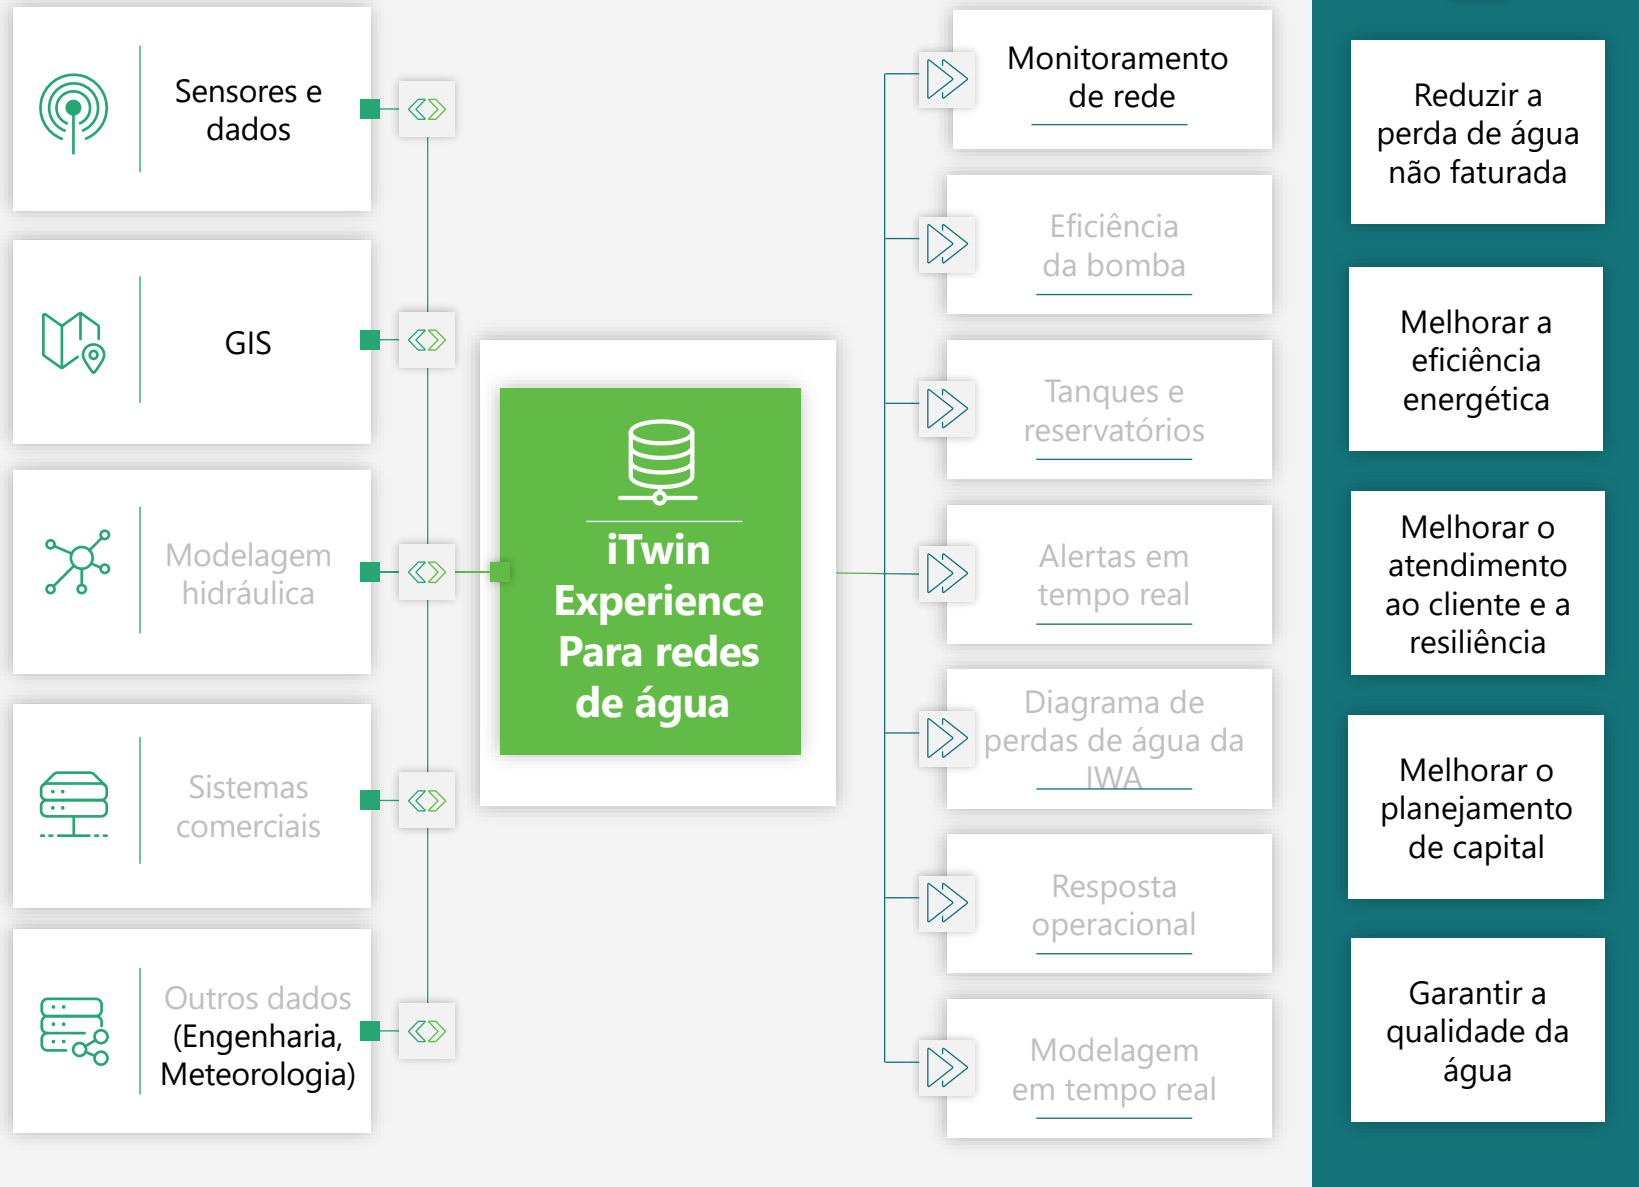 Sensores e
dados
GIS
Modelagem
hidráulica
Sistemas
comerciais
Outros dados
(Engenharia,
Meteorologia)
iTwin
Experience
Para redes
de água
Monitoramento
de rede
Eficiência
da bomba
Tanques e
reservatórios
Alertas em
tempo real
Diagrama de
perdas de água da
IWA
Resposta
operacional
Modelagem
em tempo real
Reduzir a
perda de água
não faturada
Melhorar a
eficiência
energética
Melhorar o
atendimento
ao cliente e a
resiliência
Melhorar o
planejamento
de capital
Garantir a
qualidade da
água